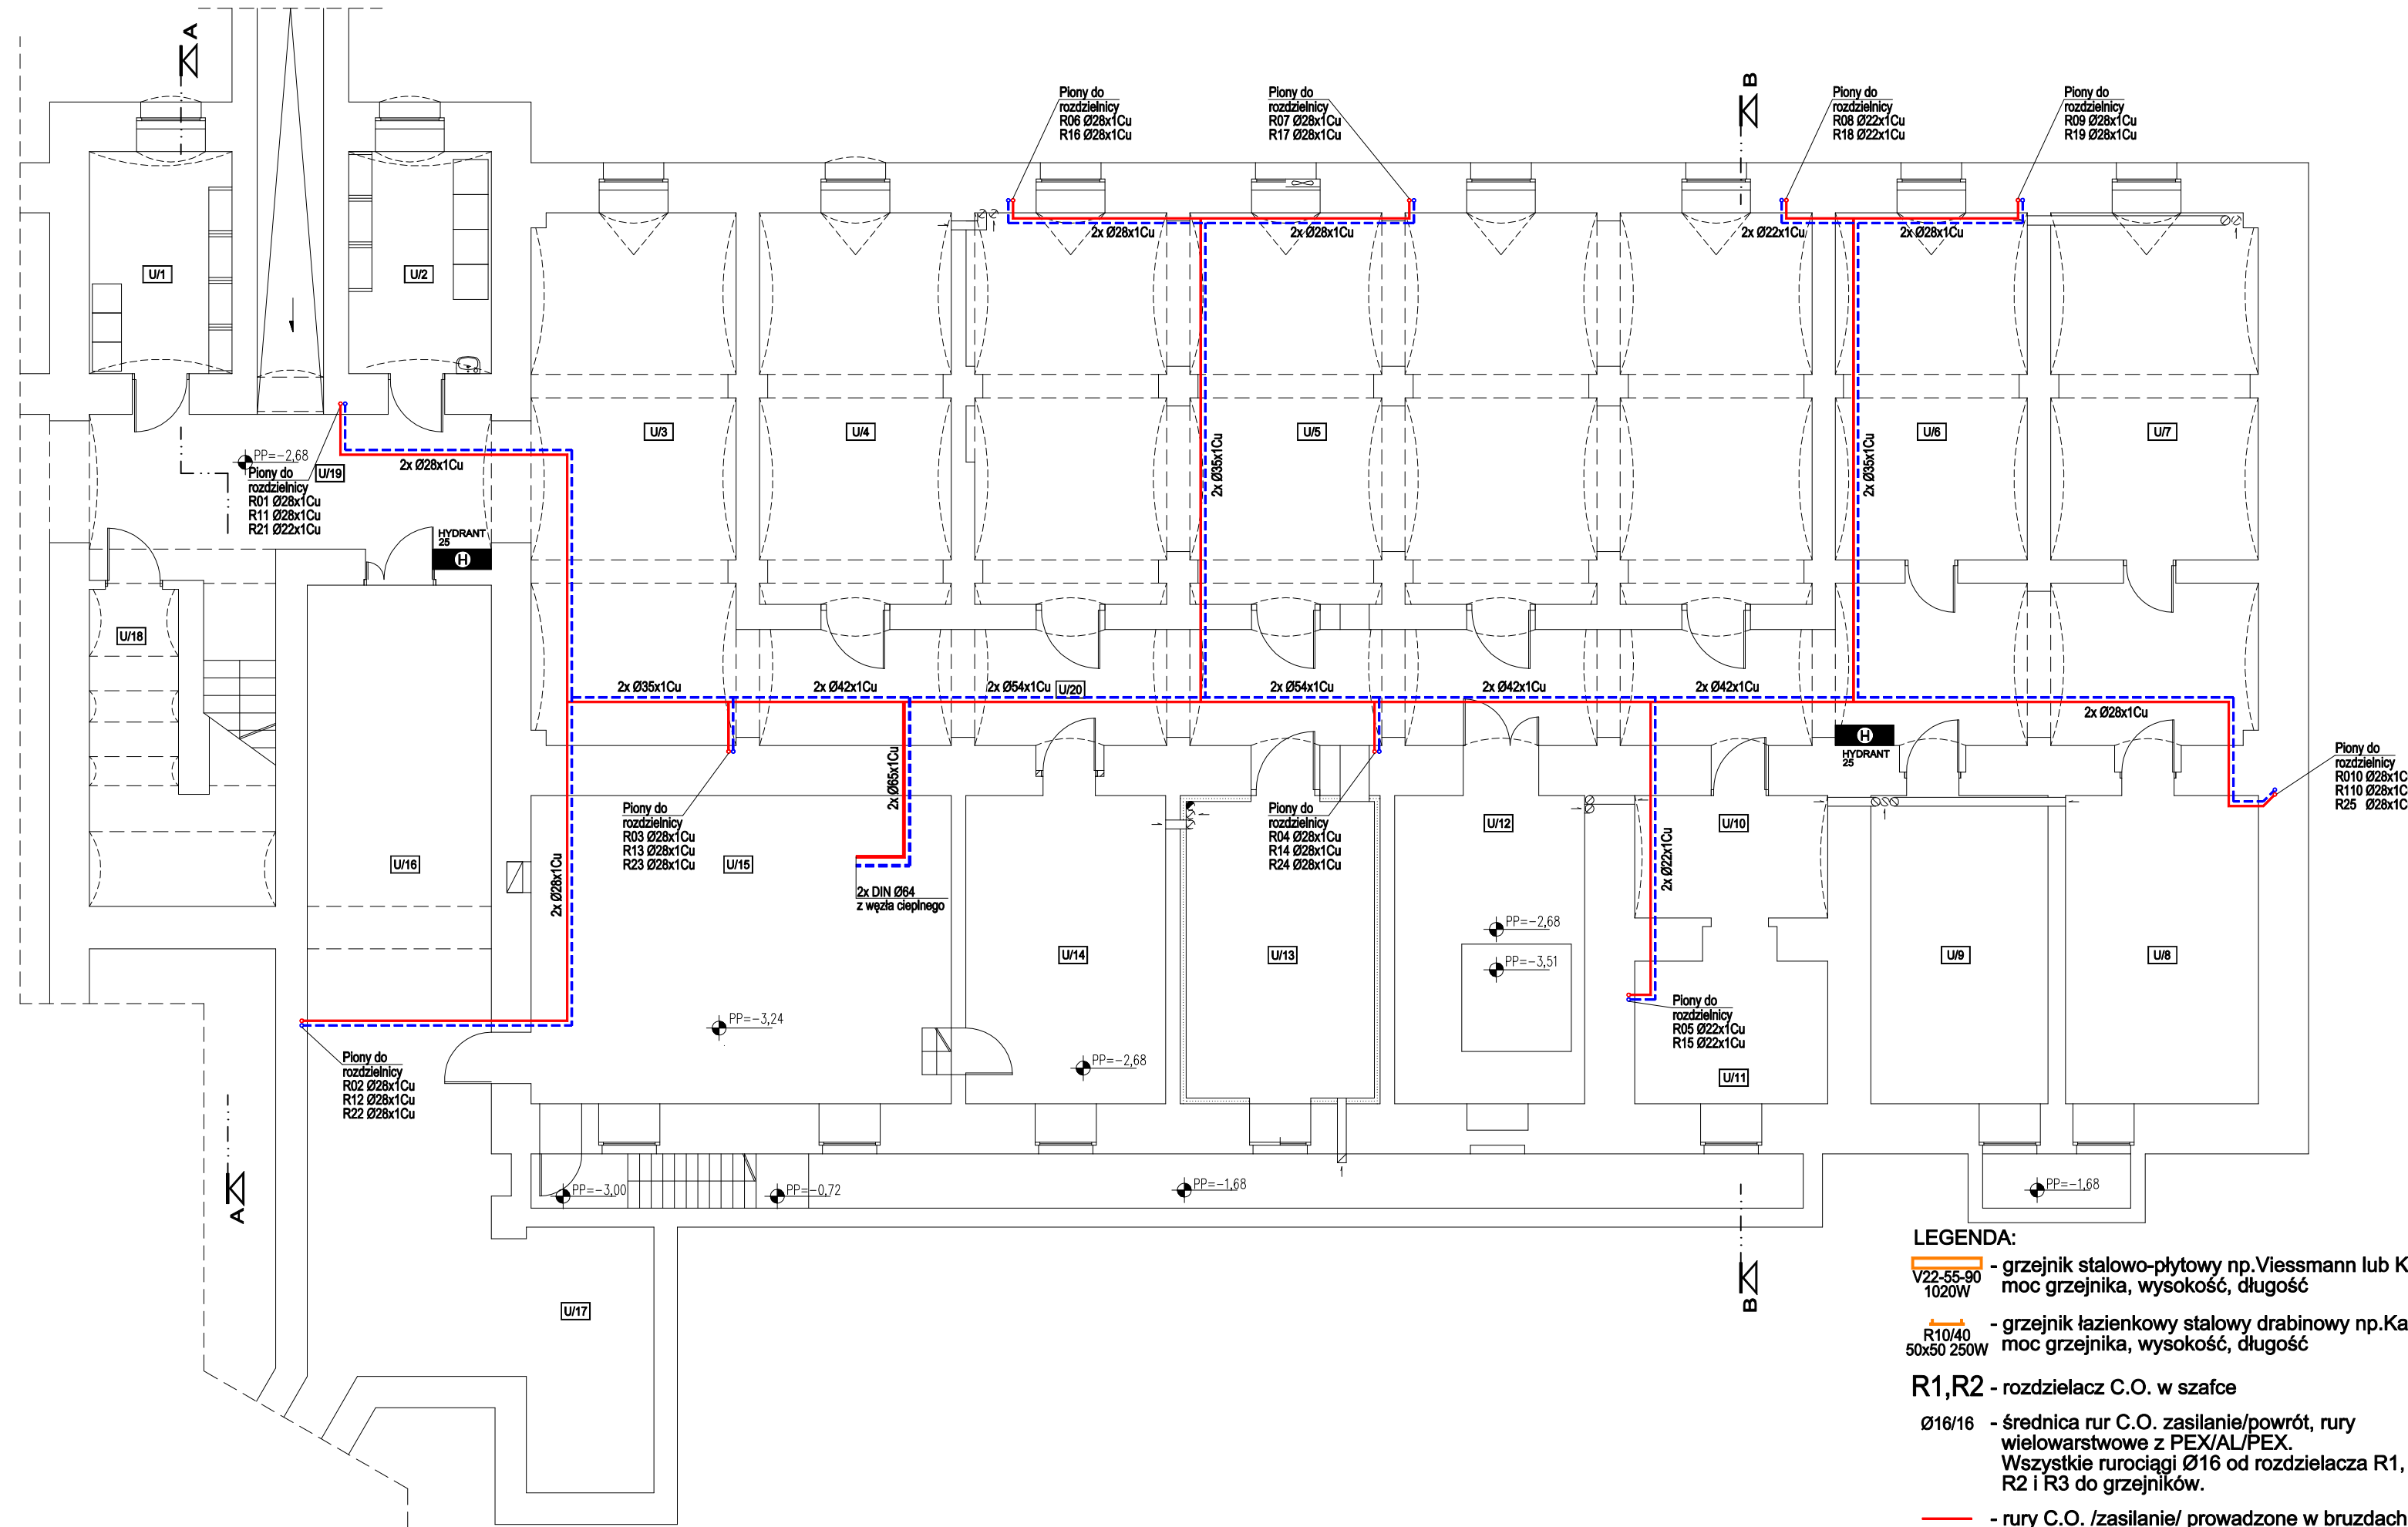 A
B
Piony do
rozdzielnicy
R06 Ø28x1Cu
R16 Ø28x1Cu
Piony do
rozdzielnicy
R07 Ø28x1Cu
R17 Ø28x1Cu
Piony do
rozdzielnicy
R08 Ø22x1Cu
R18 Ø22x1Cu
Piony do
rozdzielnicy
R09 Ø28x1Cu
R19 Ø28x1Cu
2x Ø28x1Cu
2x Ø28x1Cu
2x Ø22x1Cu
2x Ø28x1Cu
U/1
U/2
U/3
U/4
U/5
U/6
U/7
2x Ø35x1Cu
2x Ø35x1Cu
PP=-2,68
U/19
2x Ø28x1Cu
Piony do
rozdzielnicy
R01 Ø28x1Cu
R11 Ø28x1Cu
R21 Ø22x1Cu
HYDRANT
25
H
U/18
2x Ø35x1Cu
2x Ø42x1Cu
2x Ø54x1Cu
U/20
2x Ø54x1Cu
2x Ø42x1Cu
2x Ø42x1Cu
2x Ø28x1Cu
H
HYDRANT
25
Piony do
rozdzielnicy
R010 Ø28x1C
R110 Ø28x1C
R25 Ø28x1C
2x Ø65x1Cu
Piony do
rozdzielnicy
R03 Ø28x1Cu
R13 Ø28x1Cu
R23 Ø28x1Cu
Piony do
rozdzielnicy
R04 Ø28x1Cu
R14 Ø28x1Cu
R24 Ø28x1Cu
U/12
U/10
U/16
U/15
2x Ø28x1Cu
2x Ø22x1Cu
2x DIN Ø64
z węzła cieplnego
PP=-2,68
U/14
U/13
PP=-3,51
U/9
U/8
PP=-3,24
Piony do
rozdzielnicy
R05 Ø22x1Cu
R15 Ø22x1Cu
PP=-2,68
U/11
Piony do
rozdzielnicy
R02 Ø28x1Cu
R12 Ø28x1Cu
R22 Ø28x1Cu
A
PP=-3,00
PP=-0,72
PP=-1,68
PP=-1,68
B
U/17
LEGENDA:
V22-55-90
1020W
- grzejnik stalowo-płytowy np.Viessmann lub K
moc grzejnika, wysokość, długość
R10/40
50x50 250W
- grzejnik łazienkowy stalowy drabinowy np.Ka
moc grzejnika, wysokość, długość
R1,R2 - rozdzielacz C.O. w szafce
Ø16/16 - średnica rur C.O. zasilanie/powrót, rury
wielowarstwowe z PEX/AL/PEX.
Wszystkie rurociągi Ø16 od rozdzielacza R1,
R2 i R3 do grzejników.
- rury C.O. /zasilanie/ prowadzone w bruzdach